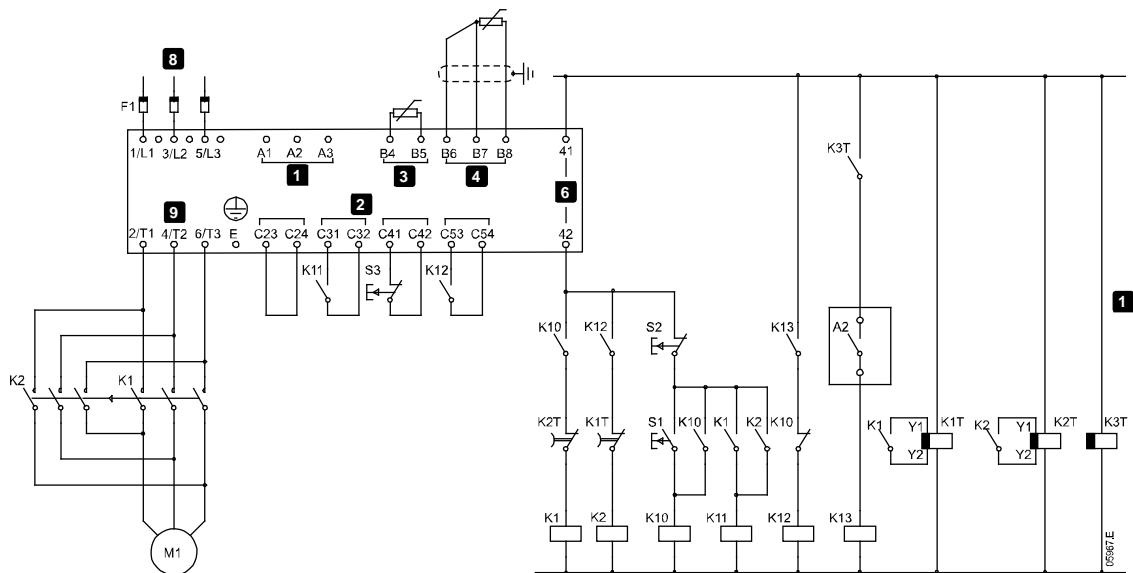 8
F1
1/L1 3/L2 5/L3 A1 A2 A3 B4 B5 B6 B7 B8 41
1 3 4
6
9 2
2/T1 4/T2 6/T3 E C23 C24 C31 C32 C41 C42 C53 C54 42
K11 S3 K12
K3T
1
K10 K12 S2 K13 A2
K2 K1
K2T K1T S1 K10 K1 K2 K10 K1 Y1 K1T K2 Y1 K2T K3T
Y2 Y2
K1 K2 K10 K11 K12 K13
M1
05967.E